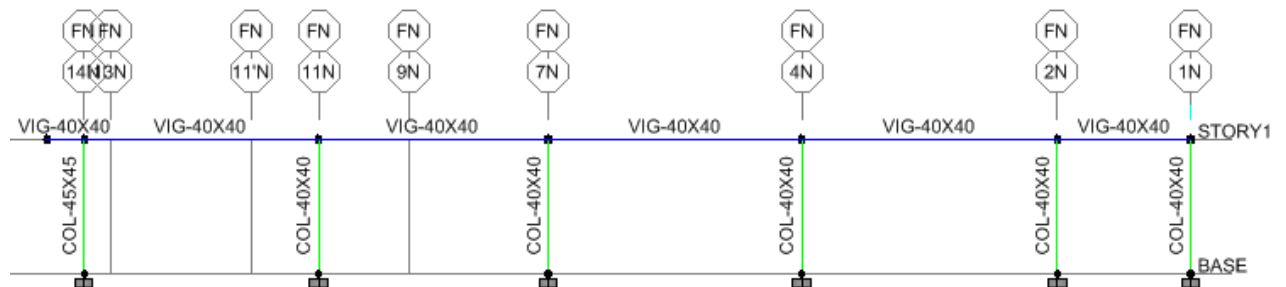 FN FN FN FN FN FN FN FN FN
14N 13N 11'N 11N 9N 7N 4N 2N 1N
VIG-40X40 VIG-40X40 VIG-40X40 VIG-40X40 VIG-40X40 VIG-40X40 STORY1
COL-45X45 COL-40X40 COL-40X40 COL-40X40 COL-40X40 COL-40X40
BASE